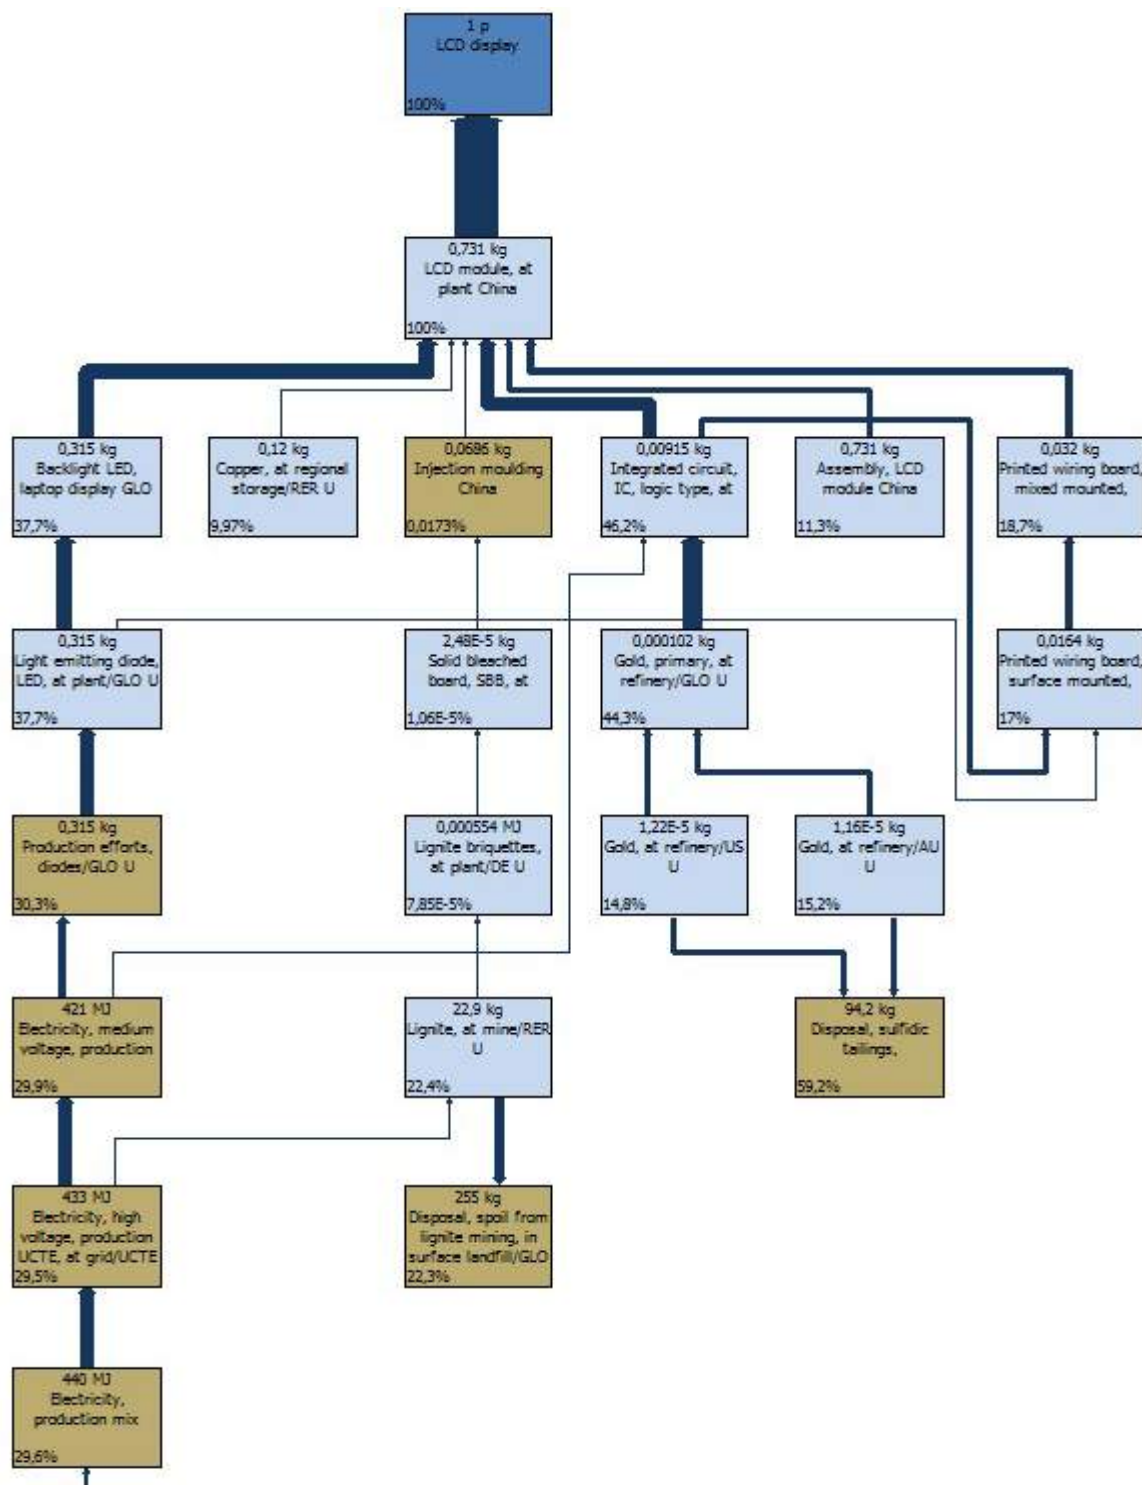 1 p
LCD display
100%
0,731 kg
LCD module, at
plant China
100%
0,315 kg
Backlight LED,
laptop display GLO
37,7%
0,12 kg
Copper, at regional
storage/RER U
9,97%
0,0686 kg
Injection moulding
China
0,0173%
0,00915 kg
Integrated circuit,
IC, logic type, at
46,2%
0,731 kg
Assembly, LCD
module China
11,3%
0,032 kg
Printed wiring board,
mixed mounted,
18,7%
0,315 kg
Light emitting diode,
LED, at plant/GLO U
37,7%
2,48E-5 kg
Solid bleached
board, SBB, at
1,06E-5%
0,000102 kg
Gold, primary, at
refinery/GLO U
44,3%
0,0164 kg
Printed wiring board,
surface mounted,
17%
0,315 kg
Production efforts,
diodes/GLO U
30,3%
0,000554 MJ
Lignite briquettes,
at plant/DE U
7,85E-5%
1,22E-5 kg
Gold, at refinery/US
U
14,8%
1,16E-5 kg
Gold, at refinery/AU
U
15,2%
421 MJ
Electricity, medium
voltage, production
29,9%
22,9 kg
Lignite, at mine/RER
U
22,4%
94,2 kg
Disposal, sulfidic
tailings,
59,2%
433 MJ
Electricity, high
voltage, production
UCTE, at grid/UCTE
29,5%
255 kg
Disposal, spoil from
lignite mining, in
surface landfill/GLO
22,3%
440 MJ
Electricity,
production mix
29,6%